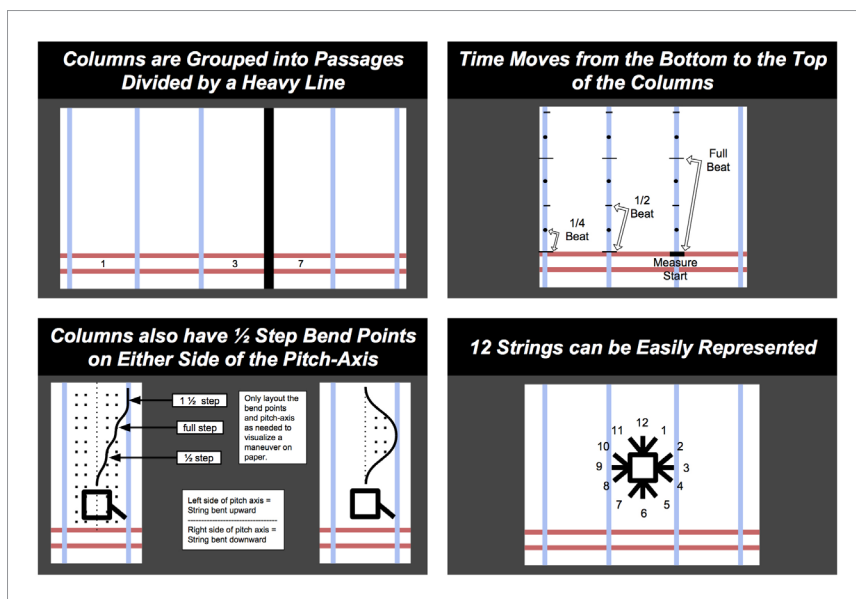 Columns are Grouped into Passages
Divided by a Heavy Line
1
3
7
Time Moves from the Bottom to the Top
of the Columns
Full
Beat
1/2
Beat
1/4
Beat
Measure
Start
Columns also have ½ Step Bend Points
on Either Side of the Pitch-Axis
1 ½ step
full step
½ step
Only layout the
bend points
and pitch-axis
as needed to
visualize a
maneuver on
paper.
Left side of pitch axis =
String bent upward
Right side of pitch axis =
String bent downward
12 Strings can be Easily Represented
12
11
1
10
2
9
3
8
4
7
5
6